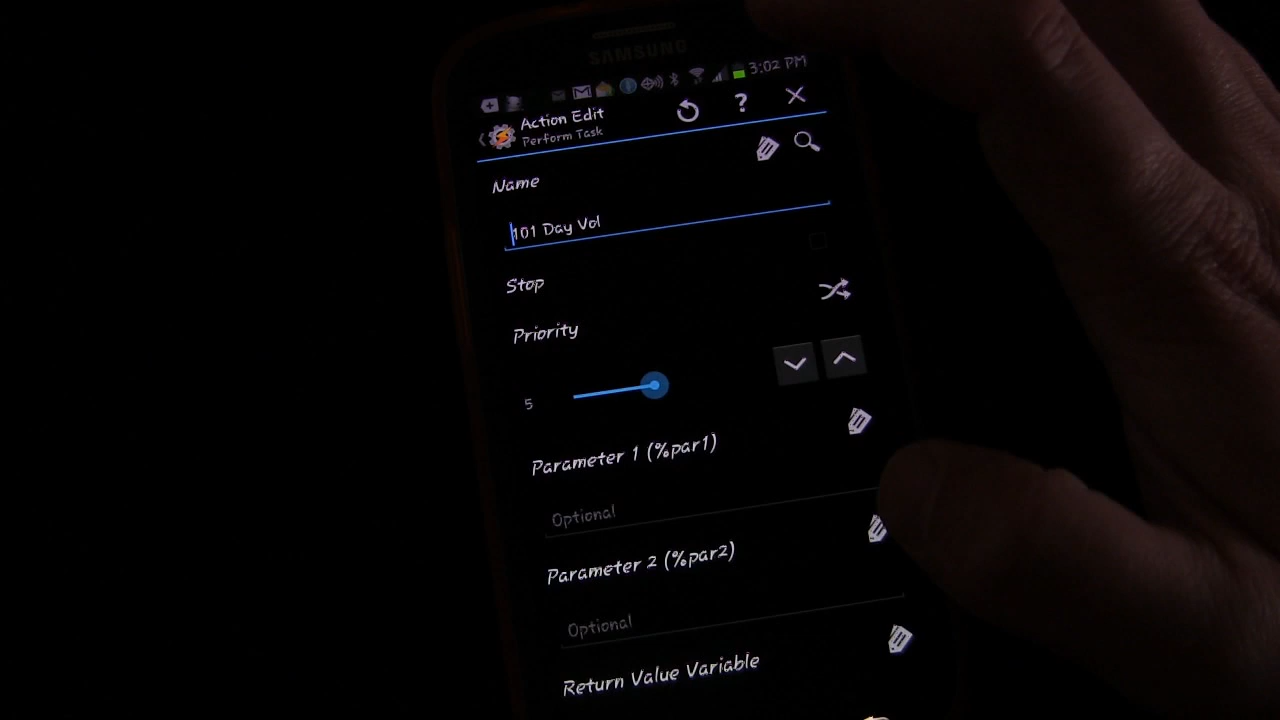 SAMSUNG
3:02 PM
Action Edit
Perform Task
?
Name
101 Day Vol
Stop
Priority
5
Parameter 1 (%par1)
Optional
Parameter 2 (%par2)
Optional
Return Value Variable